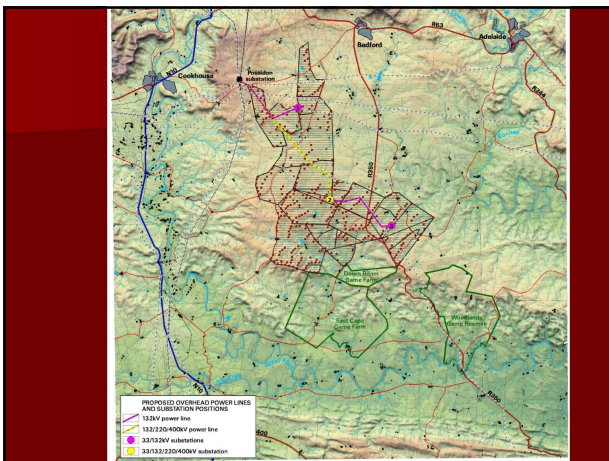 R63
Adelaide
Bedford
N10
Cookhouse
Poseidon
substation
R344
R350
2
Doorn Boom
Game Farm
East Cape
Game Farm
Woodlands
Game Reserve
N10
R350
400
PROPOSED OVERHEAD POWER LINES
AND SUBSTATION POSITIONS
132kV power line
132/220/400kV power line
33/132kV substations
33/132/220/400kV substation